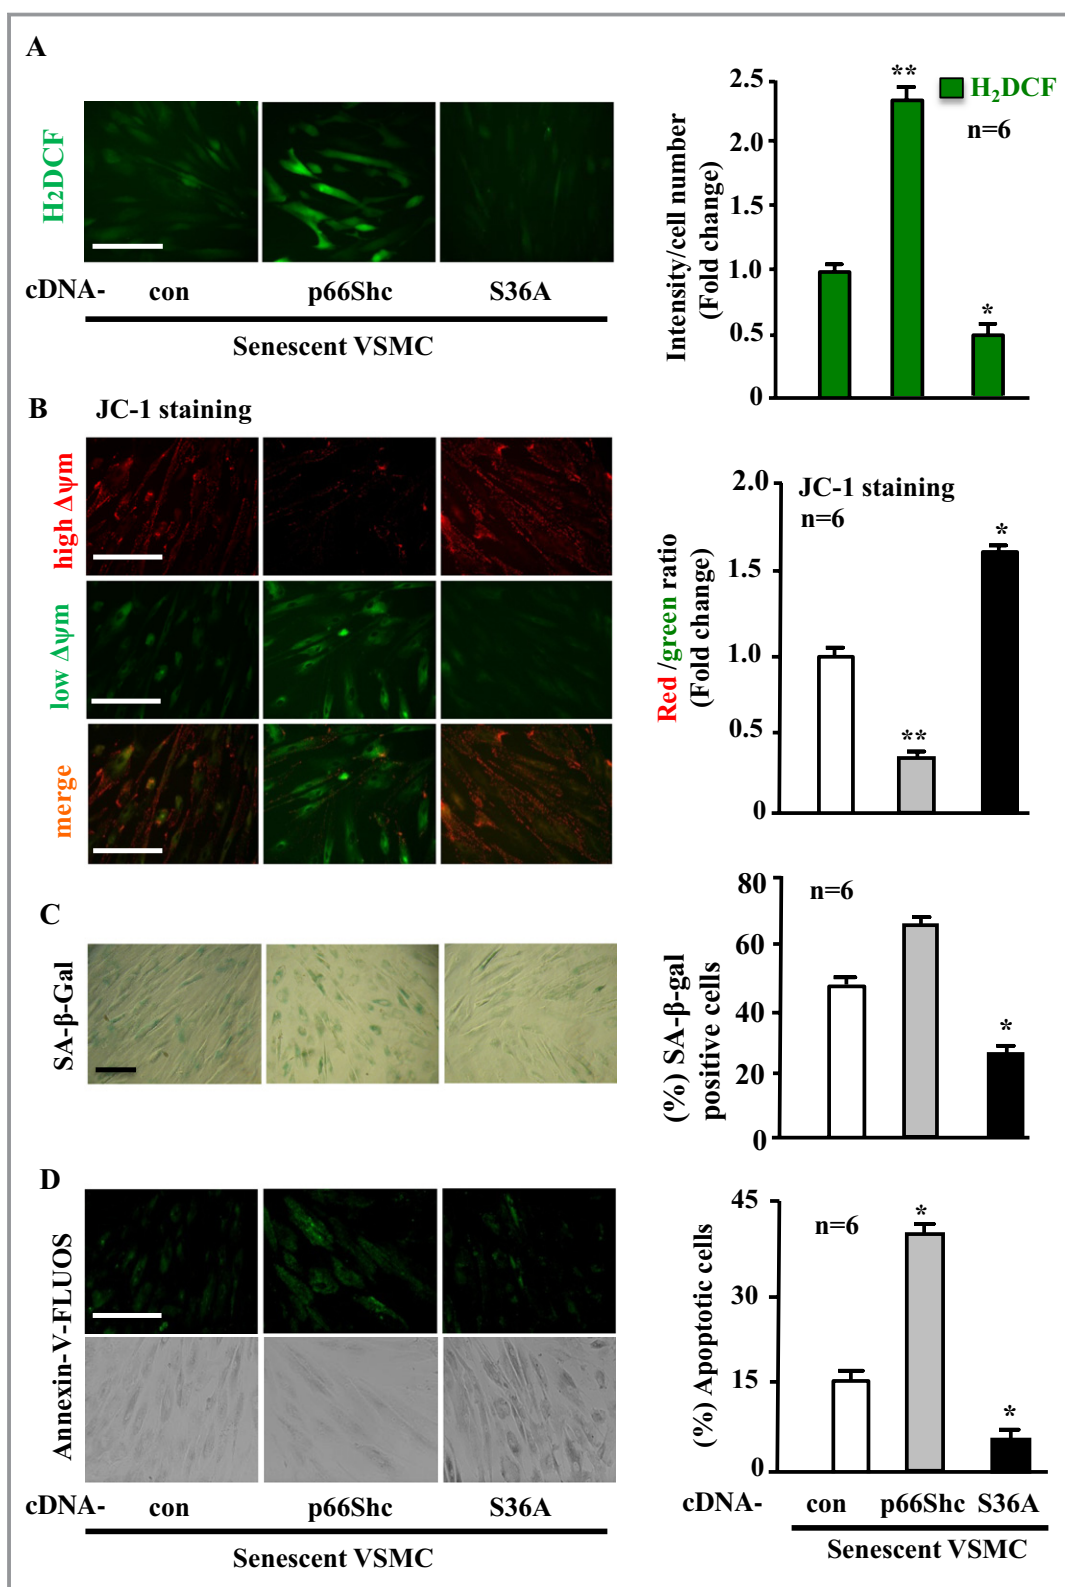 A
H2DCF
cDNA- con p66Shc S36A
Senescent VSMC
Intensity/cell number
(Fold change)
2.5
2.0
1.5
1.0
0.5
0
**
*
H₂DCF
n=6
B JC-1 staining
high Δψm
low Δψm
merge
Red /green ratio
(Fold change)
2.0
1.5
1.0
0.5
0
JC-1 staining
n=6
**
*
C
SA-β-Gal
(%) SA-β-gal
positive cells
80
60
40
20
0
n=6
*
D
Annexin-V-FLUOS
cDNA- con p66Shc S36A
Senescent VSMC
(%) Apoptotic cells
45
30
15
0
n=6
*
*
cDNA- con p66Shc S36A
Senescent VSMC